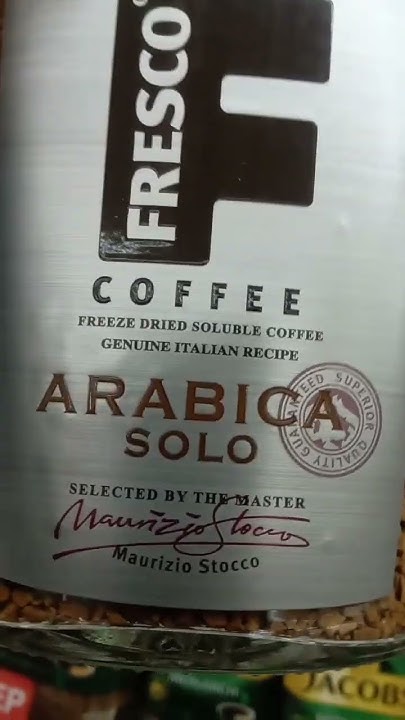 FRESCO
COFFEE
FREEZE DRIED SOLUBLE COFFEE
GENUINE ITALIAN RECIPE
ARABICA
SOLO
GUARANTEED SUPERIOR QUALITY
SELECTED BY THE MASTER
Maurizio Stocco
Maurizio Stocco
JACOBS